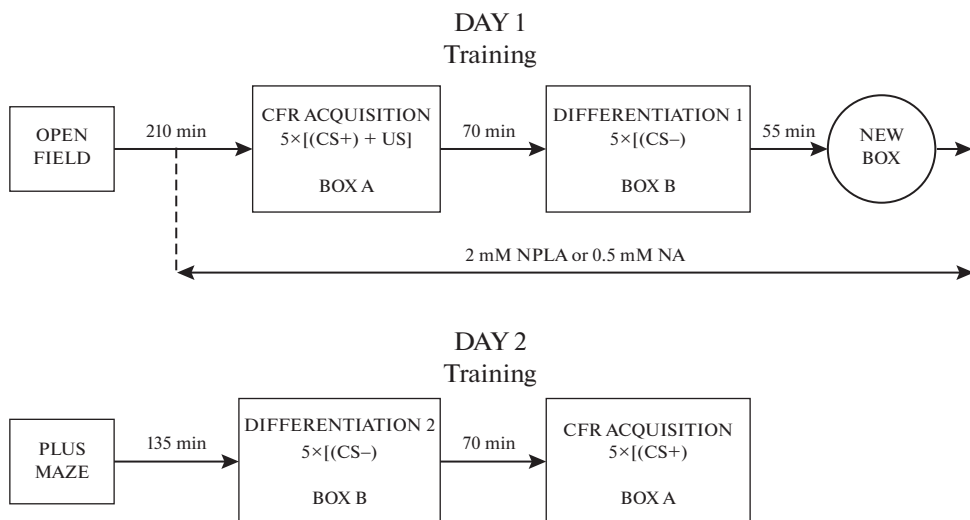 DAY 1
Training
OPEN
FIELD
210 min
CFR ACQUISITION
5×[(CS+) + US]
BOX A
70 min
DIFFERENTIATION 1
5×[(CS–)
BOX B
55 min
NEW
BOX
2 mM NPLA or 0.5 mM NA
DAY 2
Training
PLUS
MAZE
135 min
DIFFERENTIATION 2
5×[(CS–)
BOX B
70 min
CFR ACQUISITION
5×[(CS+)
BOX A